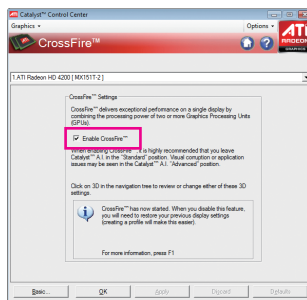 Catalyst™ Control Center
Graphics
Options
ATI
RADEON
GRAPHICS
CrossFire™
1.ATI Radeon HD 4200 [ MX151T-2 ]
CrossFire™ Settings
CrossFire™ delivers exceptional performance on a single display by
combining the processing power of two or more Graphics Processing Units
(GPUs).
Enable CrossFire™
When enabling CrossFire™, it is highly recommended that you leave
Catalyst™ A.I. in the "Standard" position. Visual corruption or application
issues may be seen in the Catalyst™ A.I. "Advanced" position.
Click on 3D in the navigation tree to review or change either of these 3D
settings.
CrossFire™ has now started. When you disable this feature,
you will need to restore your previous display settings
(creating a profile will make this easier).
For more information, press F1
Basic...
OK
Apply
Discard
Defaults